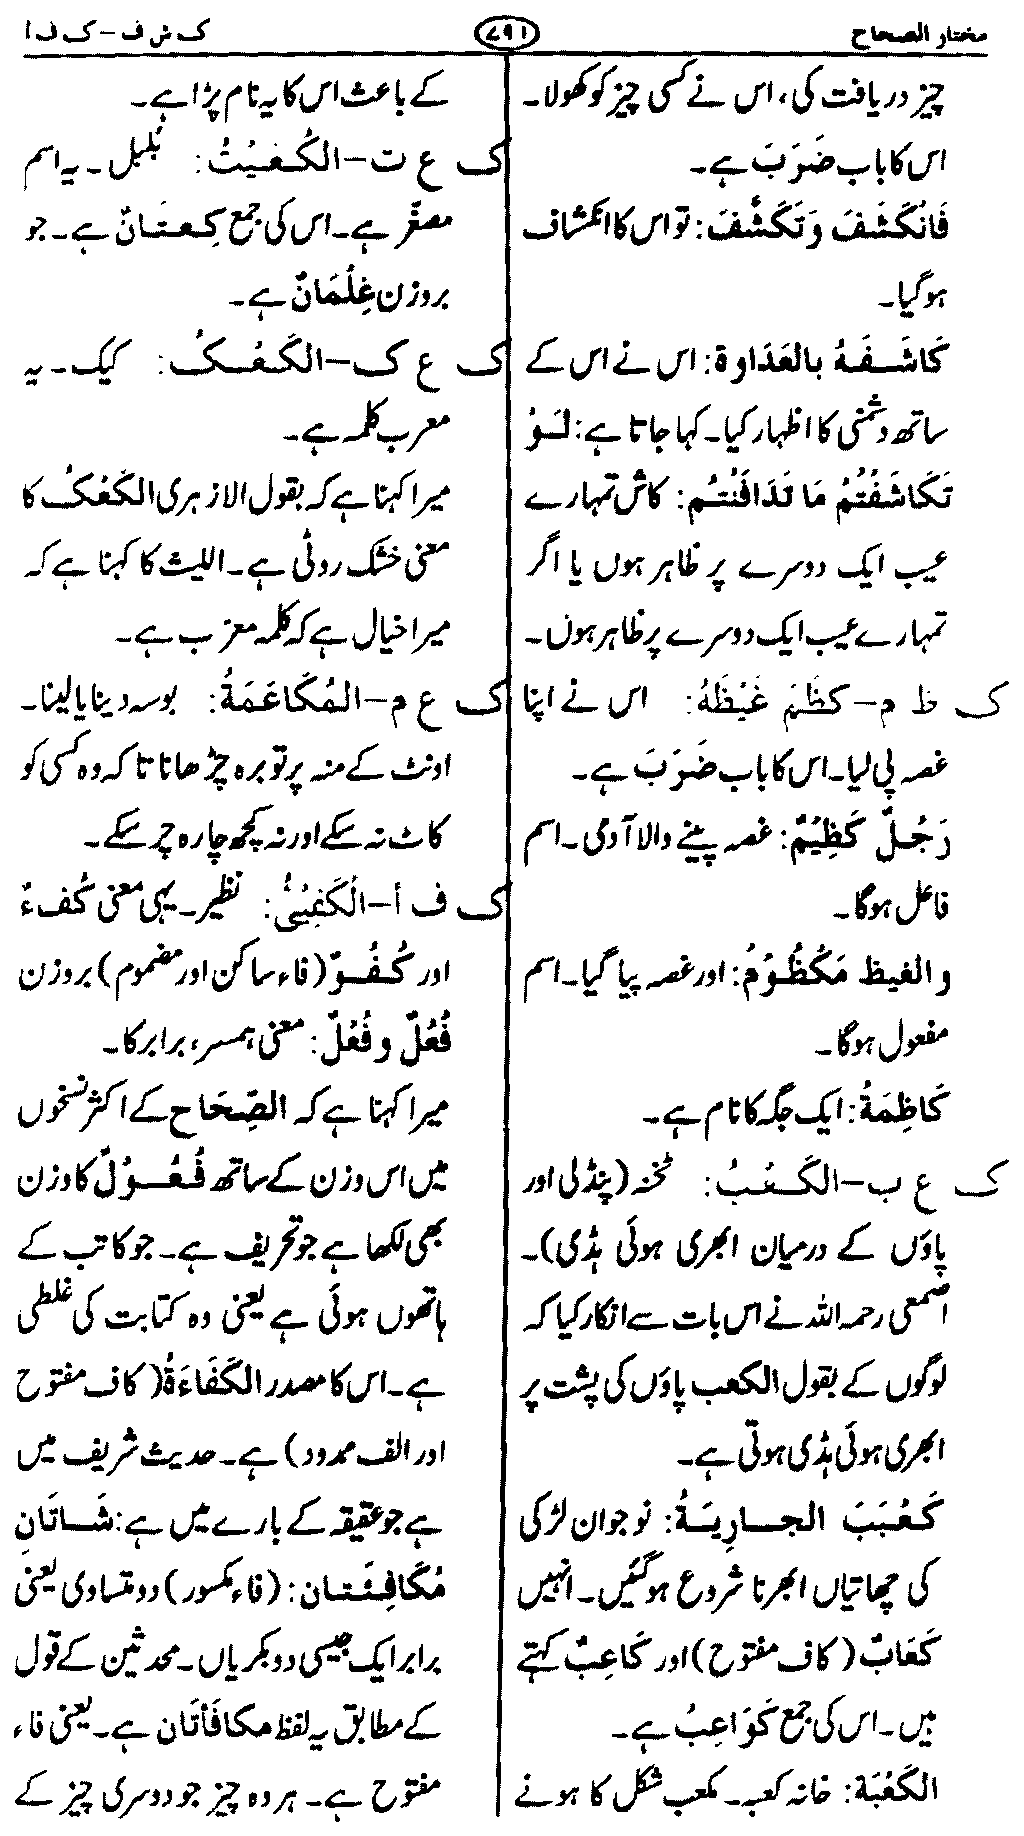 مختار الصحاح
۷۹۱
ک ش ف – ک ف ا
چیز دریافت کی، اس نے کسی چیز کو کھولا۔
اس کا باب ضَرَبَ ہے۔
فَانْكَشَفَ وَتَكَشَّفَ: تو اس کا انکشاف
ہوگیا۔
كَاشَفَهُ بالعَدَاوة: اس نے اس کے
ساتھ دشمنی کا اظہار کیا۔ کہا جاتا ہے: لَوْ
تَكَاشَفْتُمْ مَا تَدَافَنْتُم: کاش تمہارے
عیب ایک دوسرے پر ظاہر ہوں یا اگر
تمہارے عیب ایک دوسرے پر ظاہر ہوں۔
ک ظ م – كَظَمَ غَيْظَهُ: اس نے اپنا
غصہ پی لیا۔ اس کا باب ضَرَبَ ہے۔
رَجُلٌ كَظِيْمٌ: غصہ پینے والا آدمی۔ اسم
فاعل ہوگا۔
والغيظ مَكْظُوْمٌ: اور غصہ پیا گیا۔ اسم
مفعول ہوگا۔
كَاظِمَةُ: ایک جگہ کا نام ہے۔
ک ع ب – الكَعْبُ: ٹخنہ (پنڈلی اور
پاؤں کے درمیان ابھری ہوئی ہڈی)۔
اصمعی رحمہ اللہ نے اس بات سے انکار کیا کہ
لوگوں کے بقول الكعب پاؤں کی پشت پر
ابھری ہوئی ہڈی ہوتی ہے۔
كَعَبَتِ الجارِيَةُ: نوجوان لڑکی
کی چھاتیاں ابھرنا شروع ہوگئیں۔ انہیں
كَعَابٌ (کاف مفتوح) اور كَاعِبٌ کہتے
ہیں۔ اس کی جمع كَوَاعِبُ ہے۔
الكَعْبَة: خانہ کعبہ۔ مکعب شکل کا ہونے
کے باعث اس کا یہ نام پڑا ہے۔
ک ع ت – الكُعَيْتُ: بُلبل۔ یہ اسم
مصغّر ہے۔ اس کی جمع كِعْتَانٌ ہے۔ جو
بروزن غِلْمَانٌ ہے۔
ک ع ک – الكَعْكُ: کیک۔ یہ
معرب کلمہ ہے۔
میرا کہنا ہے کہ بقول الازہری الكَعْكُ کا
معنی خشک روٹی ہے۔ اللیث کا کہنا ہے کہ
میرا خیال ہے کہ کلمہ معرّب ہے۔
ک ع م – المُكَاعَمَةُ: بوسہ دینا یا لینا۔
اونٹ کے منہ پر توبرہ چڑھانا تاکہ وہ کسی کو
کاٹ نہ سکے اور نہ کچھ چارہ چر سکے۔
ک ف أ – الْكَفِيْئُ: نظیر۔ یہی معنی كُفْءٌ
اور كُفُوٌ (فاء ساکن اور مضموم) بروزن
فُعْلٌ و فُعُلٌ: معنی ہمسر، برابر کا۔
میرا کہنا ہے کہ الصِّحَاح کے اکثر نسخوں
میں اس وزن کے ساتھ فُعُوْلٌ کا وزن
بھی لکھا ہے جو تحریف ہے۔ جو کاتب کے
ہاتھوں ہوئی ہے یعنی وہ کتابت کی غلطی
ہے۔ اس کا مصدر الكَفَاءَةُ (کاف مفتوح
اور الف ممدود) ہے۔ حدیث شریف میں
ہے جو عقیقہ کے بارے میں ہے: شَاتَانِ
مُكَافِئَتان: (فاء مکسور) دو متساوی یعنی
برابر ایک جیسی دو بکریاں۔ محدثین کے قول
کے مطابق یہ لفظ مكافَأتَان ہے۔ یعنی فاء
مفتوح ہے۔ ہر وہ چیز جو دوسری چیز کے